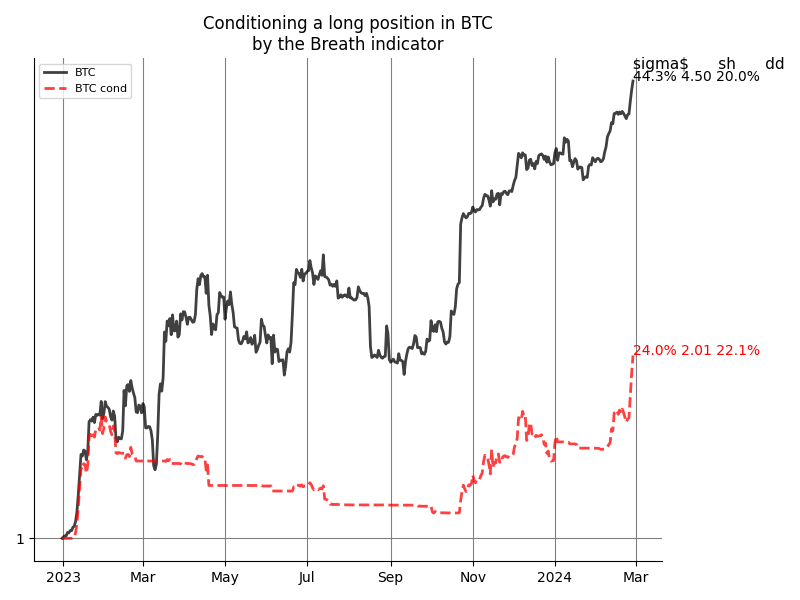 Conditioning a long position in BTC
by the Breath indicator
$igma$ sh dd
44.3% 4.50 20.0%
BTC
BTC cond
24.0% 2.01 22.1%
1
2023 Mar May Jul Sep Nov 2024 Mar